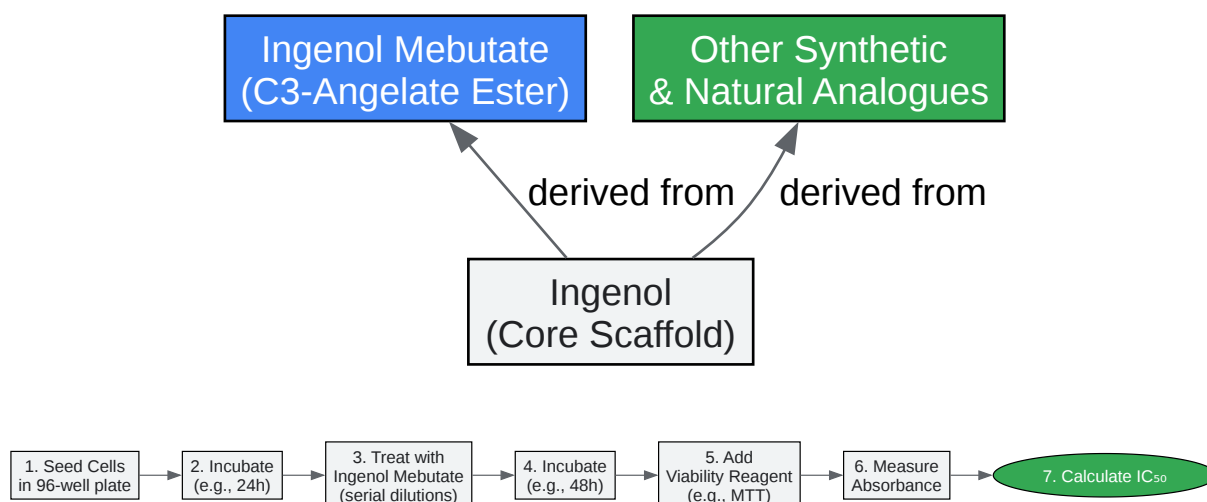 Ingenol Mebutate
(C3-Angelate Ester)
Other Synthetic
& Natural Analogues
derived from
derived from
Ingenol
(Core Scaffold)
1. Seed Cells
in 96-well plate
2. Incubate
(e.g., 24h)
3. Treat with
Ingenol Mebutate
(serial dilutions)
4. Incubate
(e.g., 48h)
5. Add
Viability Reagent
(e.g., MTT)
6. Measure
Absorbance
7. Calculate IC₅₀